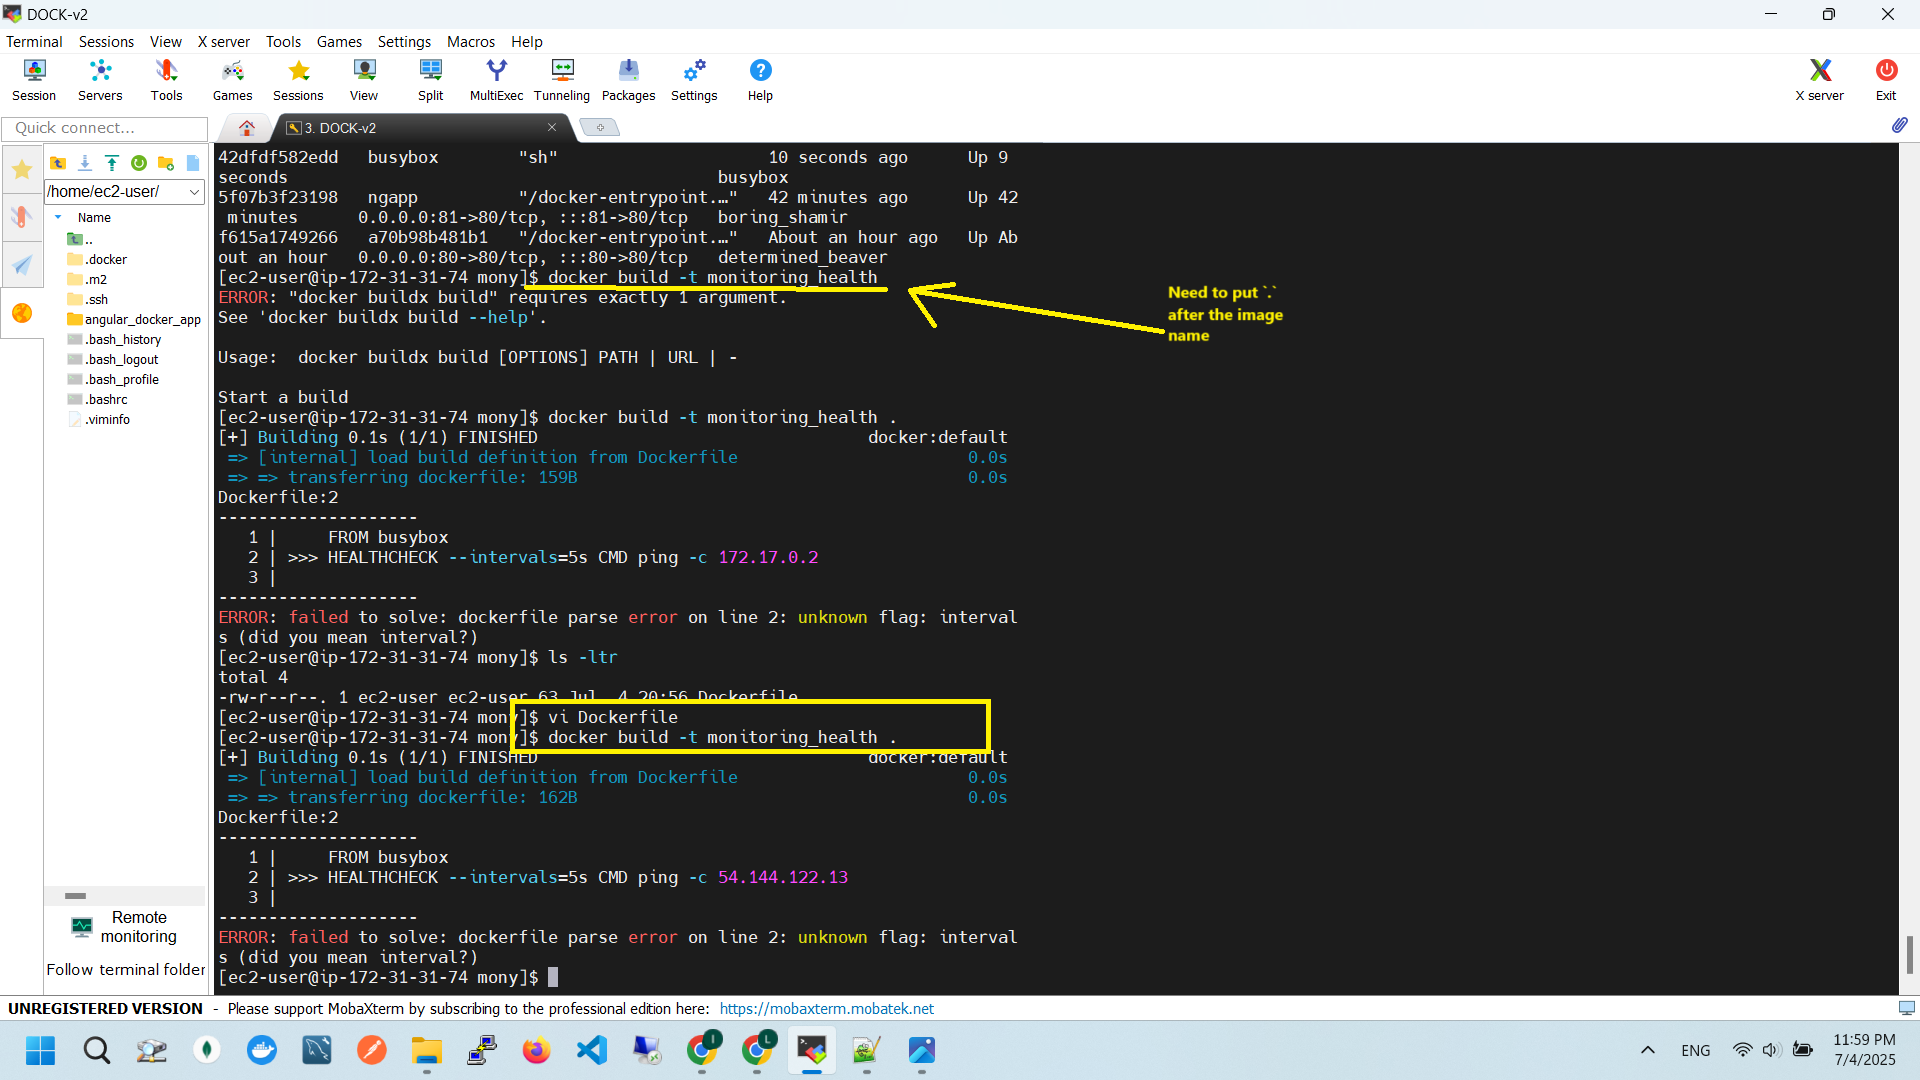 DOCK-v2
Terminal Sessions View X server Tools Games Settings Macros Help
Session Servers Tools Games Sessions View Split MultiExec Tunneling Packages Settings Help X server Exit
Quick connect...
3. DOCK-v2
/home/ec2-user/
Name
..
.docker
.m2
.ssh
angular_docker_app
.bash_history
.bash_logout
.bash_profile
.bashrc
.viminfo
Remote
monitoring
Follow terminal folder
42dfdf582edd   busybox        "sh"                     10 seconds ago      Up 9
seconds                                           busybox
5f07b3f23198   ngapp          "/docker-entrypoint.…"   42 minutes ago      Up 42
 minutes      0.0.0.0:81->80/tcp, :::81->80/tcp   boring_shamir
f615a1749266   a70b98b481b1   "/docker-entrypoint.…"   About an hour ago   Up Ab
out an hour   0.0.0.0:80->80/tcp, :::80->80/tcp   determined_beaver
[ec2-user@ip-172-31-31-74 mony]$ docker build -t monitoring_health
ERROR: "docker buildx build" requires exactly 1 argument.
See 'docker buildx build --help'.
Usage:  docker buildx build [OPTIONS] PATH | URL | -
Start a build
[ec2-user@ip-172-31-31-74 mony]$ docker build -t monitoring_health .
[+] Building 0.1s (1/1) FINISHED                                 docker:default
 => [internal] load build definition from Dockerfile                       0.0s
 => => transferring dockerfile: 159B                                       0.0s
Dockerfile:2
--------------------
   1 |     FROM busybox
   2 | >>> HEALTHCHECK --intervals=5s CMD ping -c 172.17.0.2
   3 |
--------------------
ERROR: failed to solve: dockerfile parse error on line 2: unknown flag: interval
s (did you mean interval?)
[ec2-user@ip-172-31-31-74 mony]$ ls -ltr
total 4
-rw-r--r--. 1 ec2-user ec2-user 63 Jul  4 20:56 Dockerfile
[ec2-user@ip-172-31-31-74 mony]$ vi Dockerfile
[ec2-user@ip-172-31-31-74 mony]$ docker build -t monitoring_health .
[+] Building 0.1s (1/1) FINISHED                                 docker:default
 => [internal] load build definition from Dockerfile                       0.0s
 => => transferring dockerfile: 162B                                       0.0s
Dockerfile:2
--------------------
   1 |     FROM busybox
   2 | >>> HEALTHCHECK --intervals=5s CMD ping -c 54.144.122.13
   3 |
--------------------
ERROR: failed to solve: dockerfile parse error on line 2: unknown flag: interval
s (did you mean interval?)
[ec2-user@ip-172-31-31-74 mony]$
Need to put `.`
after the image
name
UNREGISTERED VERSION - Please support MobaXterm by subscribing to the professional edition here: https://mobaxterm.mobatek.net
I
L
ENG
11:59 PM
7/4/2025